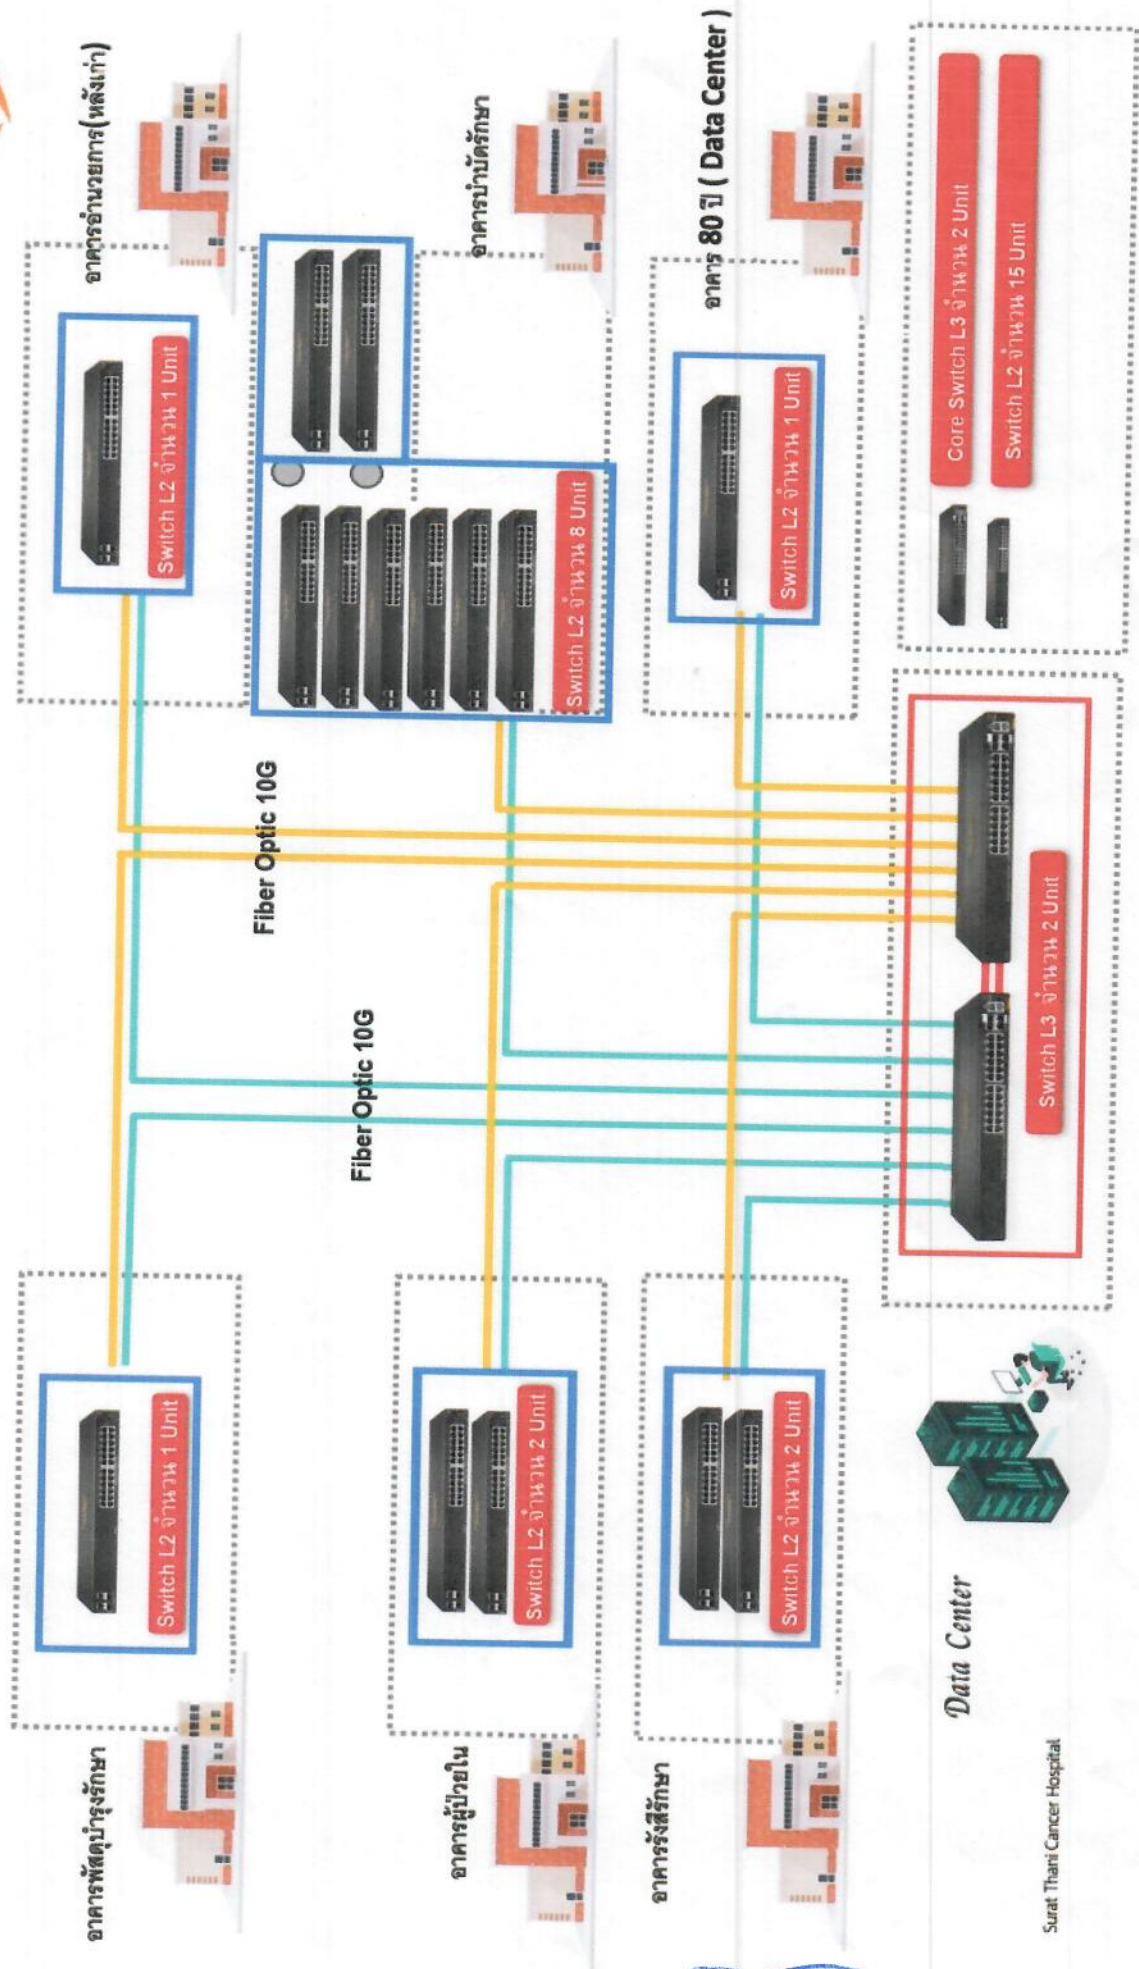 อาคารพัสดุบำรุงรักษา
Switch L2 จำนวน 1 Unit
อาคารอำนวยการ(หลังเก่า)
Switch L2 จำนวน 1 Unit
Fiber Optic 10G
Fiber Optic 10G
อาคารผู้ป่วยใน
Switch L2 จำนวน 2 Unit
อาคารบำบัดรักษา
Switch L2 จำนวน 8 Unit
อาคารรังสีรักษา
Switch L2 จำนวน 2 Unit
อาคาร 80 ปี ( Data Center )
Switch L2 จำนวน 1 Unit
Data Center
Switch L3 จำนวน 2 Unit
Core Switch L3 จำนวน 2 Unit
Switch L2 จำนวน 15 Unit
Surat Thani Cancer Hospital